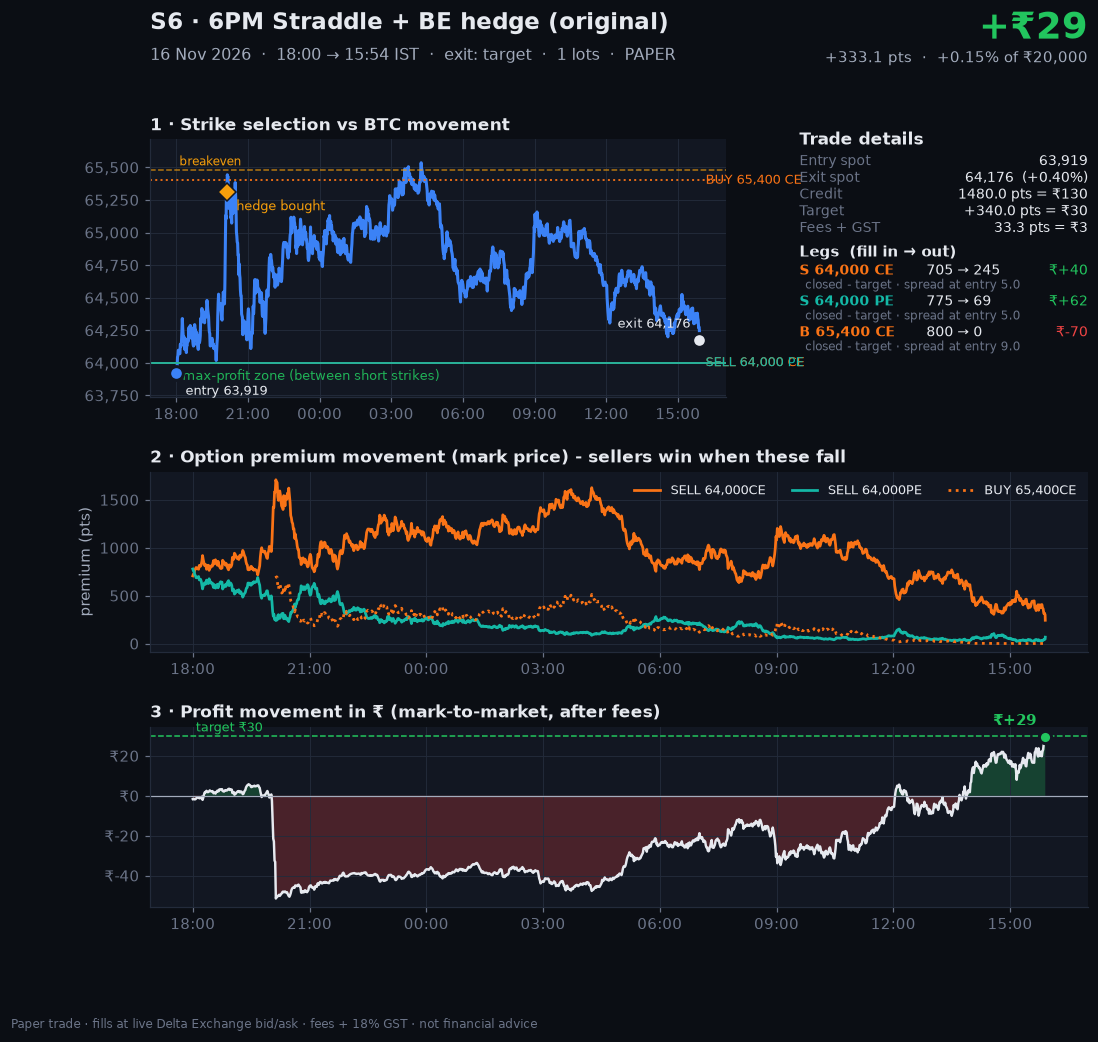 S6 · 6PM Straddle + BE hedge (original)
+₹29
16 Nov 2026 · 18:00 → 15:54 IST · exit: target · 1 lots · PAPER
+333.1 pts · +0.15% of ₹20,000
1 · Strike selection vs BTC movement
65,500
65,250
65,000
64,750
64,500
64,250
64,000
63,750
breakeven
BUY 65,400 CE
hedge bought
exit 64,176
SELL 64,000 CE
max-profit zone (between short strikes)
entry 63,919
18:00 21:00 00:00 03:00 06:00 09:00 12:00 15:00
Trade details
Entry spot 63,919
Exit spot 64,176 (+0.40%)
Credit 1480.0 pts = ₹130
Target +340.0 pts = ₹30
Fees + GST 33.3 pts = ₹3
Legs (fill in → out)
S 64,000 CE 705 → 245 ₹+40
closed - target · spread at entry 5.0
S 64,000 PE 775 → 69 ₹+62
closed - target · spread at entry 5.0
B 65,400 CE 800 → 0 ₹-70
closed - target · spread at entry 9.0
2 · Option premium movement (mark price) - sellers win when these fall
premium (pts)
1500
1000
500
0
SELL 64,000CE SELL 64,000PE BUY 65,400CE
18:00 21:00 00:00 03:00 06:00 09:00 12:00 15:00
3 · Profit movement in ₹ (mark-to-market, after fees)
target ₹30
₹+29
₹20
₹0
₹-20
₹-40
18:00 21:00 00:00 03:00 06:00 09:00 12:00 15:00
Paper trade · fills at live Delta Exchange bid/ask · fees + 18% GST · not financial advice